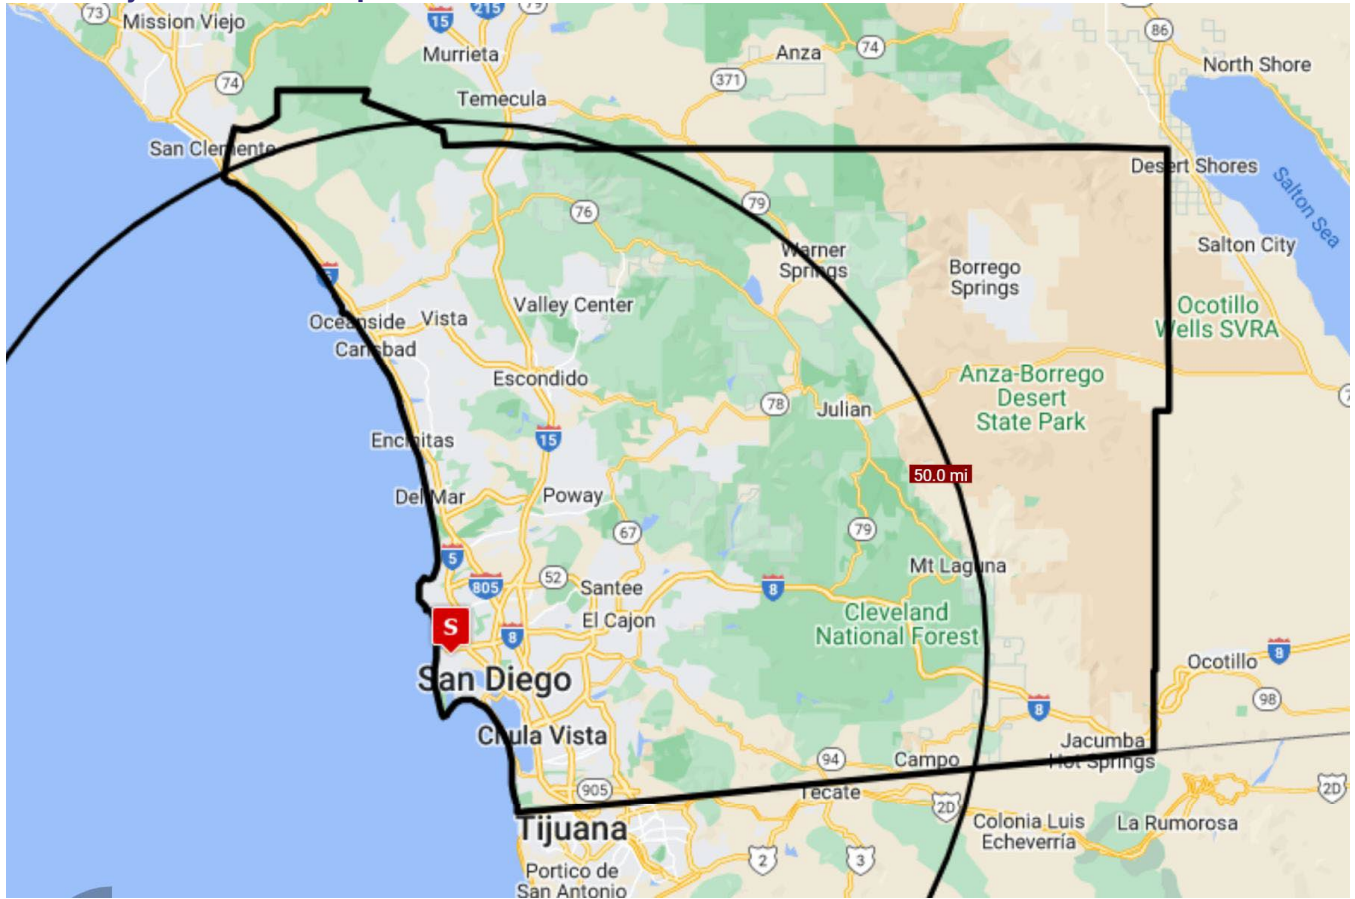 73
Mission Viejo
15
215
79
Murrieta
74
Anza
74
371
86
North Shore
Temecula
San Clemente
Desert Shores
Salton Sea
79
76
Warner
Springs
Borrego
Springs
Salton City
5
Valley Center
Oceanside
Vista
Carlsbad
Ocotillo
Wells SVRA
Escondido
Anza-Borrego
Desert
State Park
78
Julian
Encinitas
15
50.0 mi
Del Mar
Poway
67
79
5
Mt Laguna
805
52
Santee
8
El Cajon
S
8
Cleveland
National Forest
8
Ocotillo
San Diego
98
8
Chula Vista
Jacumba
Hot Springs
94
Campo
905
Tecate
2D
2D
Tijuana
Colonia Luis
Echeverría
La Rumorosa
2
3
Portico de
San Antonio